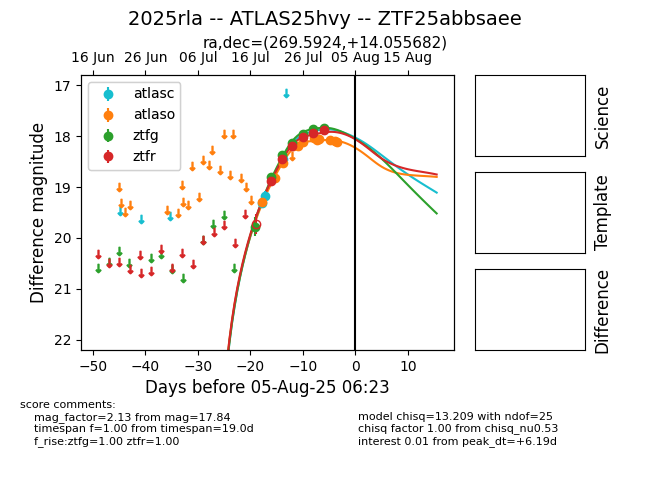 2025rla -- ATLAS25hvy -- ZTF25abbsaee
ra,dec=(269.5924,+14.055682)
16 Jun 26 Jun 06 Jul 16 Jul 26 Jul 05 Aug 15 Aug
17
18
19
20
21
22
Difference magnitude
atlasc
atlaso
ztfg
ztfr
−50 −40 −30 −20 −10 0 10
Days before 05-Aug-25 06:23
Science
Template
Difference
score comments:
mag_factor=2.13 from mag=17.84
timespan f=1.00 from timespan=19.0d
f_rise:ztfg=1.00 ztfr=1.00
model chisq=13.209 with ndof=25
chisq factor 1.00 from chisq_nu0.53
interest 0.01 from peak_dt=+6.19d